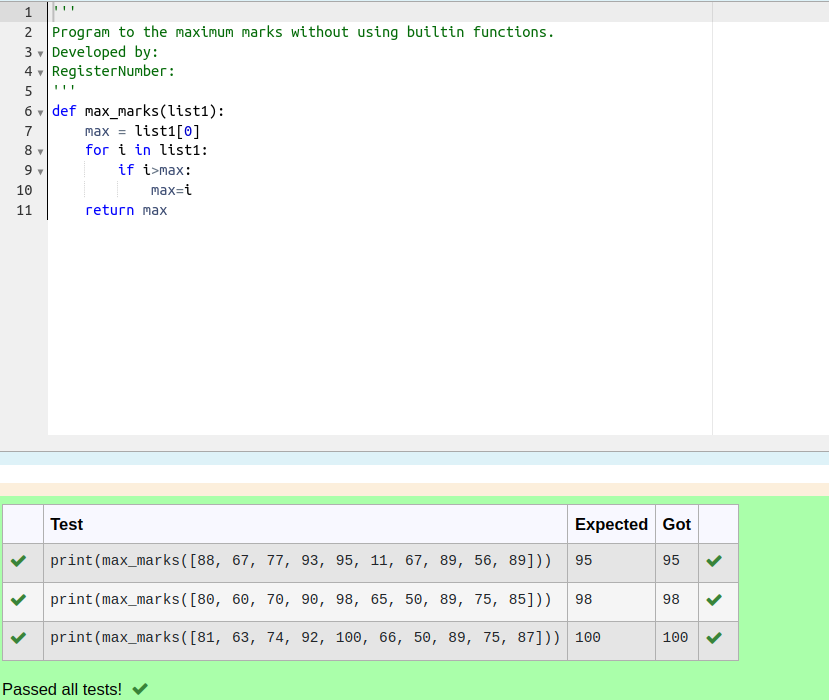 1 '''
2 Program to the maximum marks without using builtin functions.
3 Developed by:
4 RegisterNumber:
5 '''
6 def max_marks(list1):
7     max = list1[0]
8     for i in list1:
9         if i>max:
10             max=i
11     return max
Test Expected Got
print(max_marks([88, 67, 77, 93, 95, 11, 67, 89, 56, 89])) 95 95
print(max_marks([80, 60, 70, 90, 98, 65, 50, 89, 75, 85])) 98 98
print(max_marks([81, 63, 74, 92, 100, 66, 50, 89, 75, 87])) 100 100
Passed all tests!